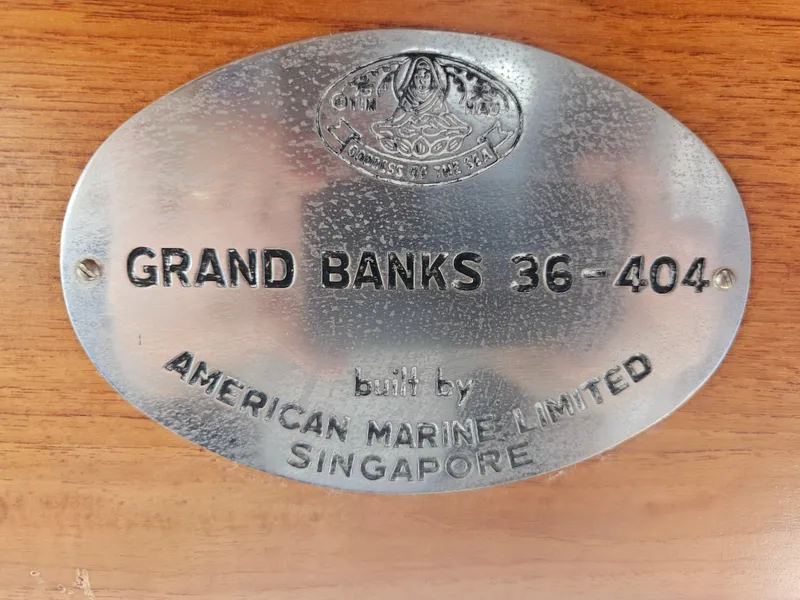 GODDESS OF THE SEA
GRAND BANKS 36-404
built by
AMERICAN MARINE LIMITED
SINGAPORE